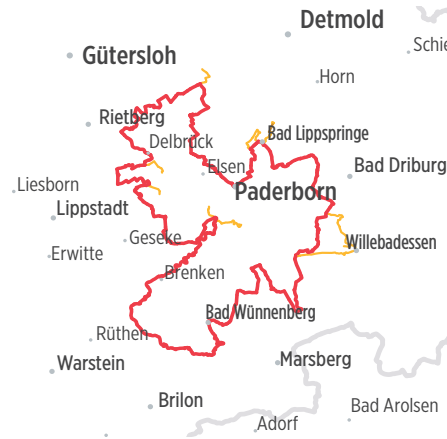 Detmold
Schie
Gütersloh
Horn
Rietberg
Bad Lippspringe
Delbrück
Elsen
Bad Driburg
Liesborn
Paderborn
Lippstadt
Geseke
Erwitte
Willebadessen
Brenken
Bad Wünnenberg
Rüthen
Warstein
Marsberg
Brilon
Bad Arolsen
Adorf